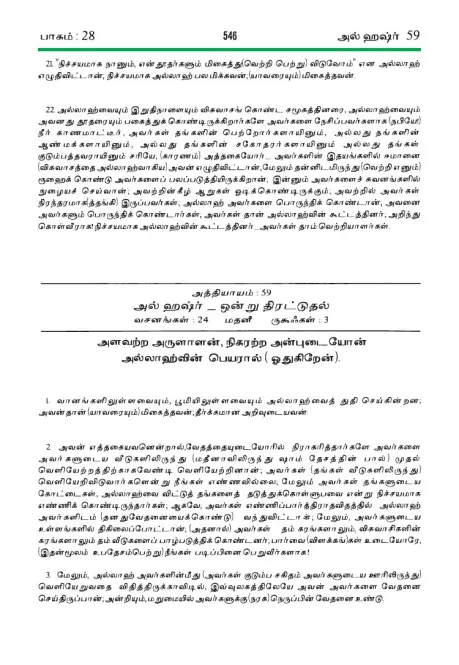 பாகம் : 28 546 அல் ஹஷ்ர் 59
21. "நிச்சயமாக நானும், என் தூதர்களும் மிகைத்து(வெற்றி பெற்று) விடுவோம்" என அல்லாஹ்
எழுதிவிட்டான்; நிச்சயமாக அல்லாஹ் பலமிக்கவன்;(யாவரையும்)மிகைத்தவன்.
22. அல்லாஹ்வையும் இறுதிநாளையும் விசுவாசங் கொண்ட சமூகத்தினரை, அல்லாஹ்வையும்
அவனது தூதரையும் பகைத்துக் கொண்டிருக்கிறார்களே அவர்களை நேசிப்பவர்களாக(நபியே!)
நீர் காணமாட்டீர், அவர்கள் தங்களின் பெற்றோர்களாயினும், அல்லது தங்களின்
ஆண்மக்களாயினும், அல்லது தங்களின் சகோதரர்களாயினும் அல்லது தங்கள்
குடும்பத்தவராயினும் சரியே; (காரணம்) அத்தகையோர்_ அவர்களின் இதயங்களில் ஈமானை
(விசுவாசத்தை அல்லாஹ்வாகிய)அவன் எழுதிவிட்டான்,மேலும் தன்னிடமிருந்து(வெற்றி எனும்)
ரூஹைக் கொண்டு அவர்களைப் பலப்படுத்தியிருக்கிறான்; இன்னும் அவர்களைச் சுவனங்களில்
நுழையச் செய்வான்; அவற்றின்கீழ் ஆறுகள் ஓடிக்கொண்டிருக்கும்; அவற்றில் அவர்கள்
நிரந்தரமாக(த்தங்கி) இருப்பவர்கள், அல்லாஹ் அவர்களை பொருந்திக் கொண்டான்; அவனை
அவர்களும் பொருந்திக் கொண்டார்கள், அவர்கள் தான் அல்லாஹ்வின் கூட்டத்தினர்; அறிந்து
கொள்வீராக! நிச்சயமாக அல்லாஹ்வின் கூட்டத்தினர்_அவர்கள் தாம் வெற்றியாளர்கள்.
அத்தியாயம் : 59
அல் ஹஷ்ர் _ ஒன்று திரட்டுதல்
வசனங்கள் : 24 மதனீ ருகூஃகள் : 3
அளவற்ற அருளாளன், நிகரற்ற அன்புடையோன்
அல்லாஹ்வின் பெயரால் ( ஓதுகிறேன்).
1. வானங்களிலுள்ளவையும், பூமியிலுள்ளவையும் அல்லாஹ்வைத் துதி செய்கின்றன;
அவன்தான் (யாவரையும்)மிகைத்தவன்;தீர்க்கமான அறிவுடையவன்.
2. அவன் எத்தகையவனென்றால்,வேதத்தையுடையோரில் நிராகரித்தார்களே அவர்களை
அவர்களுடைய வீடுகளிலிருந்து (மதீனாவிலிருந்து ஷாம் தேசத்தின் பால்) முதல்
வெளியேற்றத்திற்காகவேண்டி வெளியேற்றினான்; அவர்கள் (தங்கள் வீடுகளிலிருந்து)
வெளியேறிவிடுவார்களென்று நீங்கள் எண்ணவில்லை, மேலும் அவர்கள் தங்களுடைய
கோட்டைகள், அல்லாஹ்வை விட்டுத் தங்களைத் தடுத்துக்கொள்ளுபவை என்று நிச்சயமாக
எண்ணிக் கொண்டிருந்தார்கள்; ஆகவே, அவர்கள் எண்ணிப்பார்த்திராதவிதத்தில் அல்லாஹ்
அவர்களிடம் (தனதுவேதனையைக்கொண்டு) வந்துவிட்டான்; மேலும், அவர்களுடைய
உள்ளங்களில் திகிலைப்போட்டான்; (அதனால்) அவர்கள் தம் கரங்களாலும், விசுவாசிகளின்
கரங்களாலும் தம் வீடுகளைப் பாழ்படுத்திக் கொண்டனர்; பார்வை(விளக்கங்)கள் உடையோரே,
(இதன்மூலம் உபதேசம்பெற்று)நீங்கள் படிப்பினை பெறுவீர்களாக!
3. மேலும், அல்லாஹ் அவர்களின்மீது (அவர்கள் குடும்ப சகிதம் அவர்களுடைய ஊரிலிருந்து)
வெளியேறுவதை விதித்திருக்காவிடில், இவ்வுலகத்திலேயே அவன் அவர்களை வேதனை
செய்திருப்பான்;அன்றியும்,மறுமையில் அவர்களுக்கு(நரக)நெருப்பின் வேதனை உண்டு.